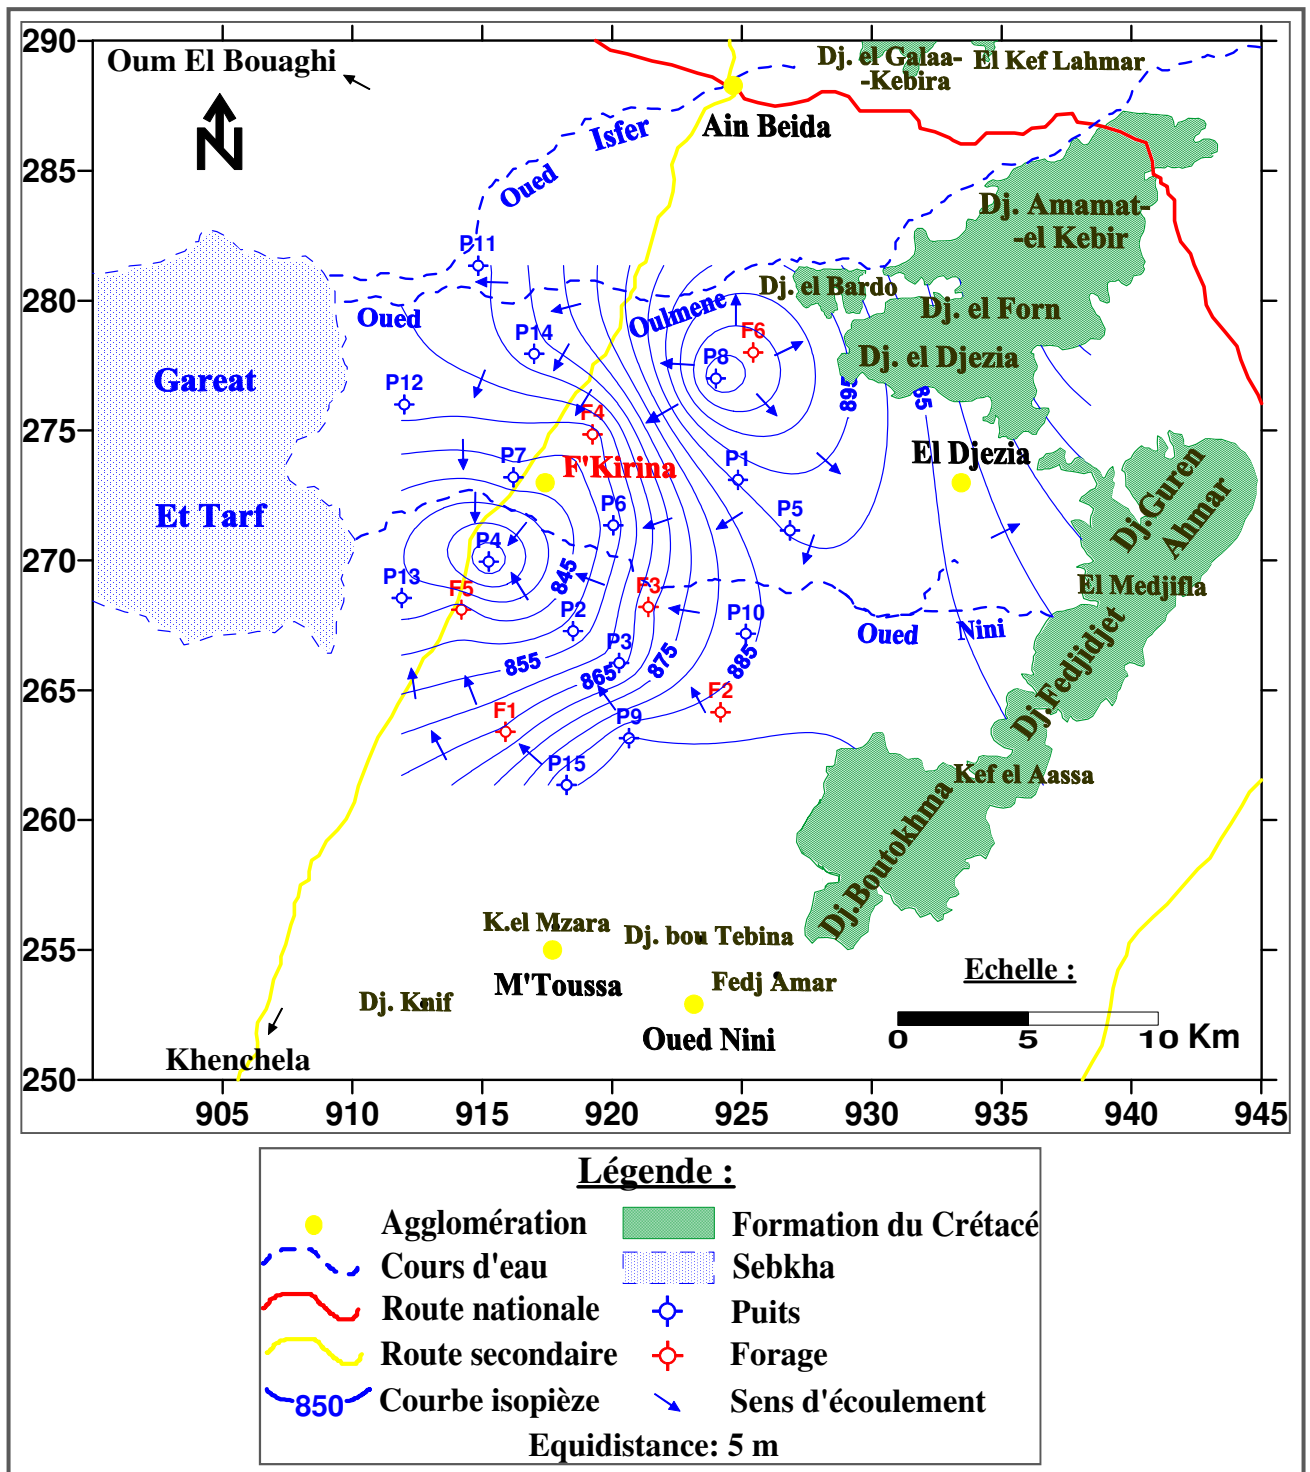 290
285
280
275
270
265
260
255
250
905
910
915
920
925
930
935
940
945
Oum El Bouaghi
N
Dj. el Galaa-
-Kebira
El Kef Lahmar
Ain Beida
Oued Isfer
Dj. Amamat-
-el Kebir
P11
Dj. el Bardo
Oued
Oulmene
Dj. el Forn
Dj. el Djezia
P14
F6
P8
Gareat
P12
895
85
F4
El Djezia
F'Kirina
P7
P1
Dj.Guren
Ahmar
Et Tarf
P6
P5
P4
P13
F5
845
F3
El Medjifla
P2
P10
Oued Nini
P3
855
865
875
885
Dj.Fedjidjet
F1
F2
P9
P15
Kef el Aassa
Dj.Boutokhma
K.el Mzara
Dj. bou Tebina
M'Toussa
Fedj Amar
Dj. Knif
Oued Nini
Khenchela
Echelle :
0 5 10 Km
Légende :
Agglomération
Formation du Crétacé
Cours d'eau
Sebkha
Route nationale
Puits
Route secondaire
Forage
850
Courbe isopièze
Sens d'écoulement
Equidistance: 5 m